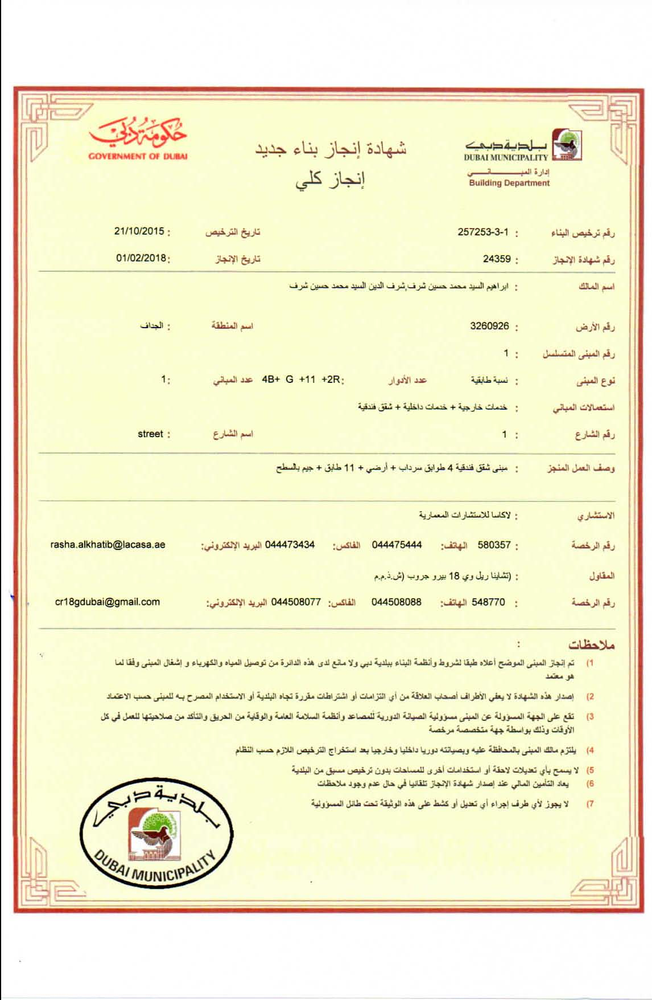 حكومة دبي
GOVERNMENT OF DUBAI
بلدية دبي
DUBAI MUNICIPALITY
إدارة المباني
Building Department
شهادة إنجاز بناء جديد
إنجاز كلي
رقم ترخيص البناء : 257253-3-1 تاريخ الترخيص : 21/10/2015
رقم شهادة الإنجاز : 24359 تاريخ الإنجاز : 01/02/2018
اسم المالك : ابراهيم السيد محمد حسين شرف,شرف الدين السيد محمد حسين شرف
رقم الأرض : 3260926 اسم المنطقة : الجداف
رقم المبنى المتسلسل : 1
نوع المبنى : نسبة طابقية عدد الأدوار : 4B+ G +11 +2R عدد المباني : 1
استعمالات المباني : خدمات خارجية + خدمات داخلية + شقق فندقية
رقم الشارع : 1 اسم الشارع : street
وصف العمل المنجز : مبنى شقق فندقية 4 طوابق سرداب + أرضي + 11 طابق + جيم بالسطح
الاستشاري : لاكاسا للاستشارات المعمارية
رقم الرخصة : 580357 الهاتف: 044475444 الفاكس: 044473434 البريد الإلكتروني: rasha.alkhatib@lacasa.ae
المقاول : (تشاينا ريل وي 18 بيرو جروب (ش.ذ.م.م
رقم الرخصة : 548770 الهاتف: 044508088 الفاكس: 044508077 البريد الإلكتروني: cr18gdubai@gmail.com
ملاحظات :
1) تم إنجاز المبنى الموضح أعلاه طبقا لشروط وأنظمة البناء ببلدية دبي ولا مانع لدى هذه الدائرة من توصيل المياه والكهرباء و إشغال المبنى وفقا لما
هو معتمد
2) إصدار هذه الشهادة لا يعفي الأطراف أصحاب العلاقة من أي التزامات أو اشتراطات مقررة تجاه البلدية أو الاستخدام المصرح به للمبنى حسب الاعتماد
3) تقع على الجهة المسؤولة عن المبنى مسؤولية الصيانة الدورية للمصاعد وأنظمة السلامة العامة والوقاية من الحريق والتأكد من صلاحيتها للعمل في كل
الأوقات وذلك بواسطة جهة متخصصة مرخصة
4) يلتزم مالك المبنى بالمحافظة عليه وبصيانته دوريا داخليا وخارجيا بعد استخراج الترخيص اللازم حسب النظام
5) لا يسمح بأي تعديلات لاحقة أو استخدامات أخرى للمساحات بدون ترخيص مسبق من البلدية
6) يعاد التأمين المالي عند إصدار شهادة الإنجاز تلقائيا في حال عدم وجود ملاحظات
7) لا يجوز لأي طرف إجراء أي تعديل أو كشط على هذه الوثيقة تحت طائل المسؤولية
بلدية دبي
DUBAI MUNICIPALITY